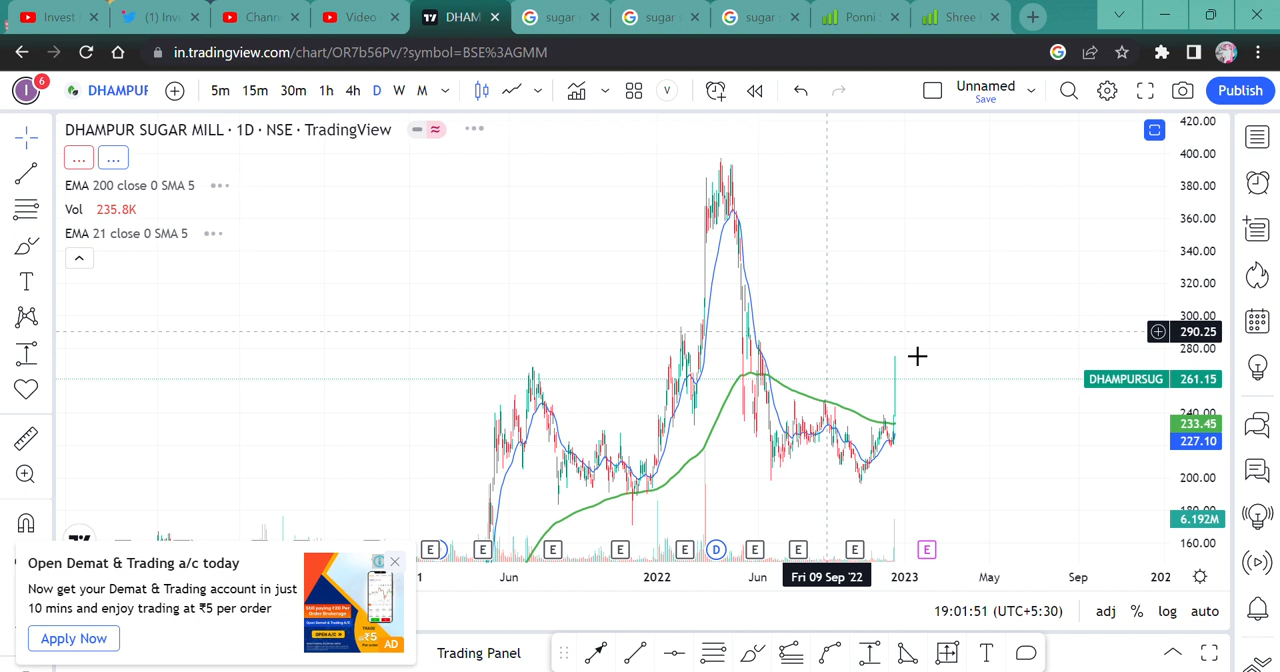 Invest
(1) Inv
Chann
Video
DHAM
sugar
sugar
sugar
Ponni
Shree
in.tradingview.com/chart/OR7b56Pv/?symbol=BSE%3AGMM
I
6
DHAMPUR
5m 15m 30m 1h 4h D W M
V
Unnamed
Save
Publish
DHAMPUR SUGAR MILL · 1D · NSE · TradingView
... ...
EMA 200 close 0 SMA 5
Vol 235.8K
EMA 21 close 0 SMA 5
420.00
400.00
380.00
360.00
340.00
320.00
300.00
290.25
280.00
DHAMPURSUG 261.15
240.00
233.45
227.10
200.00
180.00
6.192M
160.00
E E E E E D E E E E
Jun 2022 Jun Fri 09 Sep '22 2023 May Sep
19:01:51 (UTC+5:30) adj % log auto
Open Demat & Trading a/c today
Now get your Demat & Trading account in just
10 mins and enjoy trading at ₹5 per order
Apply Now
₹5
AD
Trading Panel
T